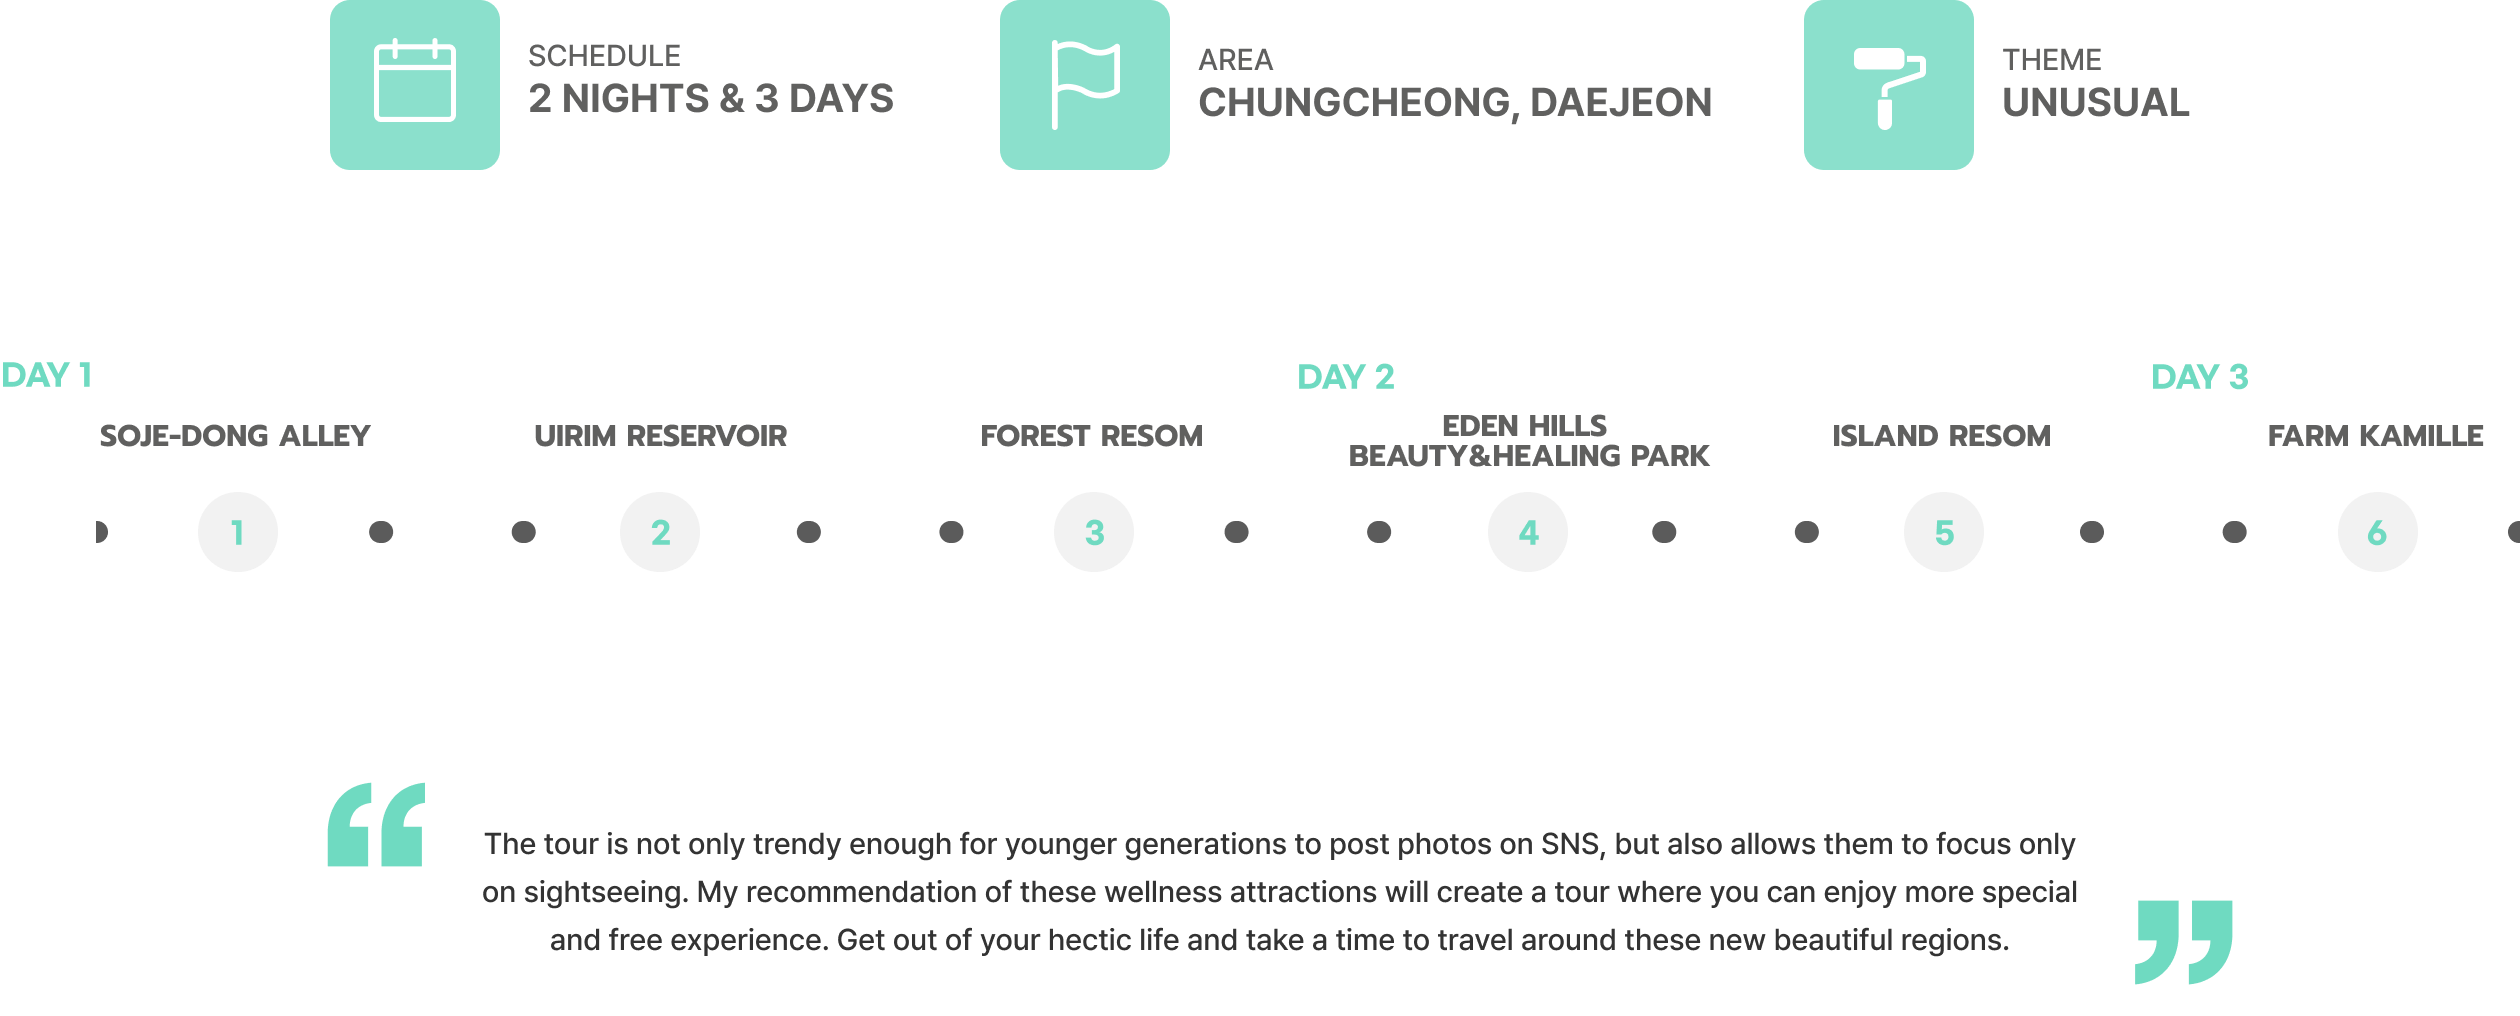 SCHEDULE
2 NIGHTS & 3 DAYS
AREA
CHUNGCHEONG, DAEJEON
THEME
UNUSUAL
DAY 1
SOJE-DONG ALLEY
1
UIRIM RESERVOIR
2
FOREST RESOM
3
DAY 2
EDEN HILLS
BEAUTY&HEALING PARK
4
ISLAND RESOM
5
DAY 3
FARM KAMILLE
6
“
The tour is not only trendy enough for younger generations to post photos on SNS, but also allows them to focus only
on sightseeing. My recommendation of these wellness attractions will create a tour where you can enjoy more special
and free experience. Get out of your hectic life and take a time to travel around these new beautiful regions.
”